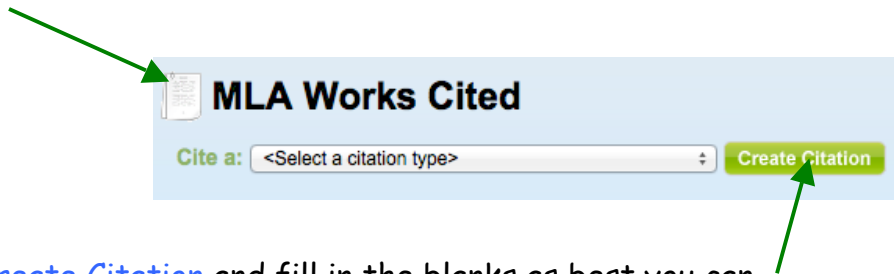 MLA Works Cited
Cite a: <Select a citation type> Create Citation
Create Citation and fill in the blanks as best you can